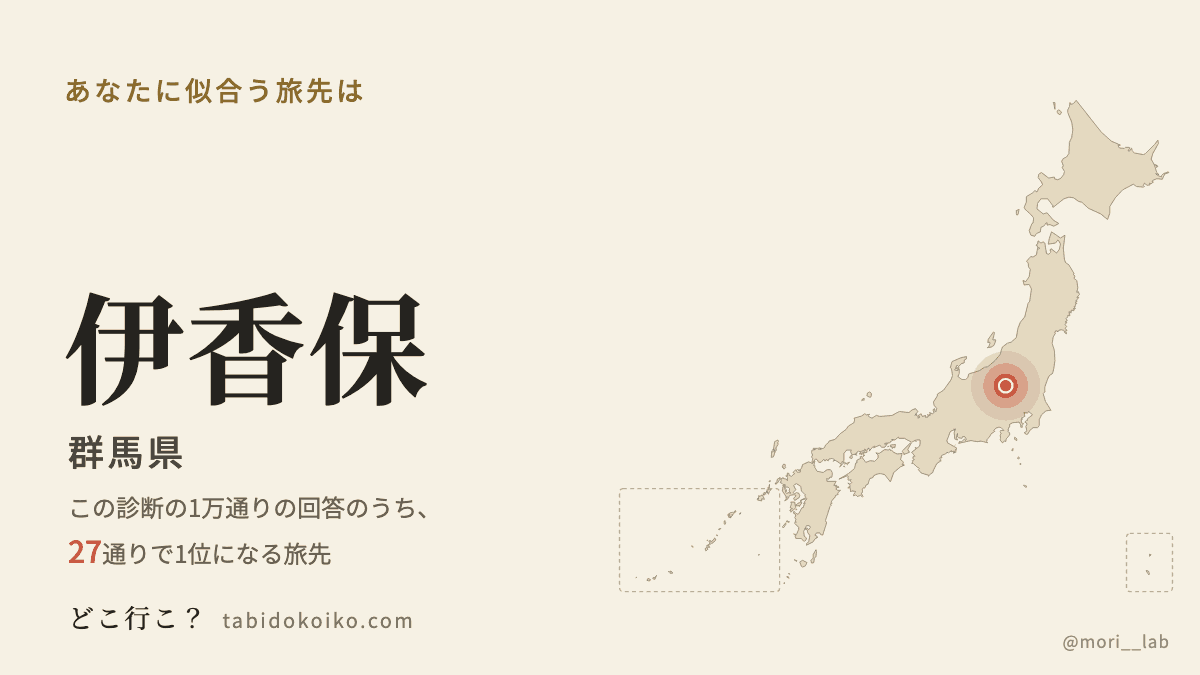 あなたに似合う旅先は
伊香保
群馬県
この診断の1万通りの回答のうち、
27通りで1位になる旅先
どこ行こ？ tabidokoiko.com
@mori__lab